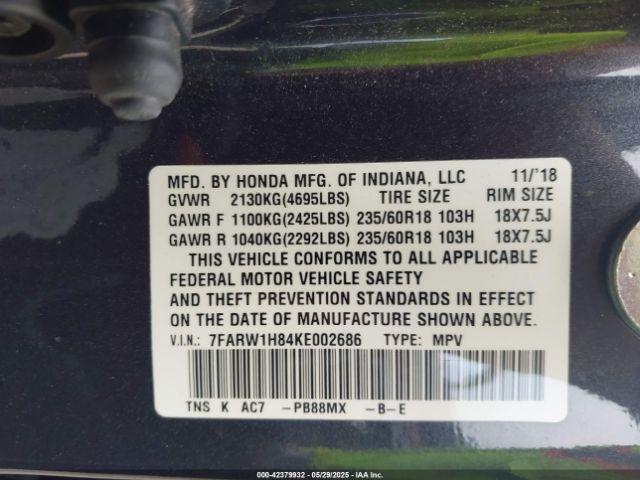 MFD. BY HONDA MFG. OF INDIANA, LLC 11/'18
GVWR 2130KG(4695LBS) TIRE SIZE RIM SIZE
GAWR F 1100KG(2425LBS) 235/60R18 103H 18X7.5J
GAWR R 1040KG(2292LBS) 235/60R18 103H 18X7.5J
THIS VEHICLE CONFORMS TO ALL APPLICABLE
FEDERAL MOTOR VEHICLE SAFETY
AND THEFT PREVENTION STANDARDS IN EFFECT
ON THE DATE OF MANUFACTURE SHOWN ABOVE.
V.I.N.: 7FARW1H84KE002686 TYPE: MPV
TNS K AC7 -PB88MX -B-E
000-42379932 - 05/29/2025 - IAA Inc.